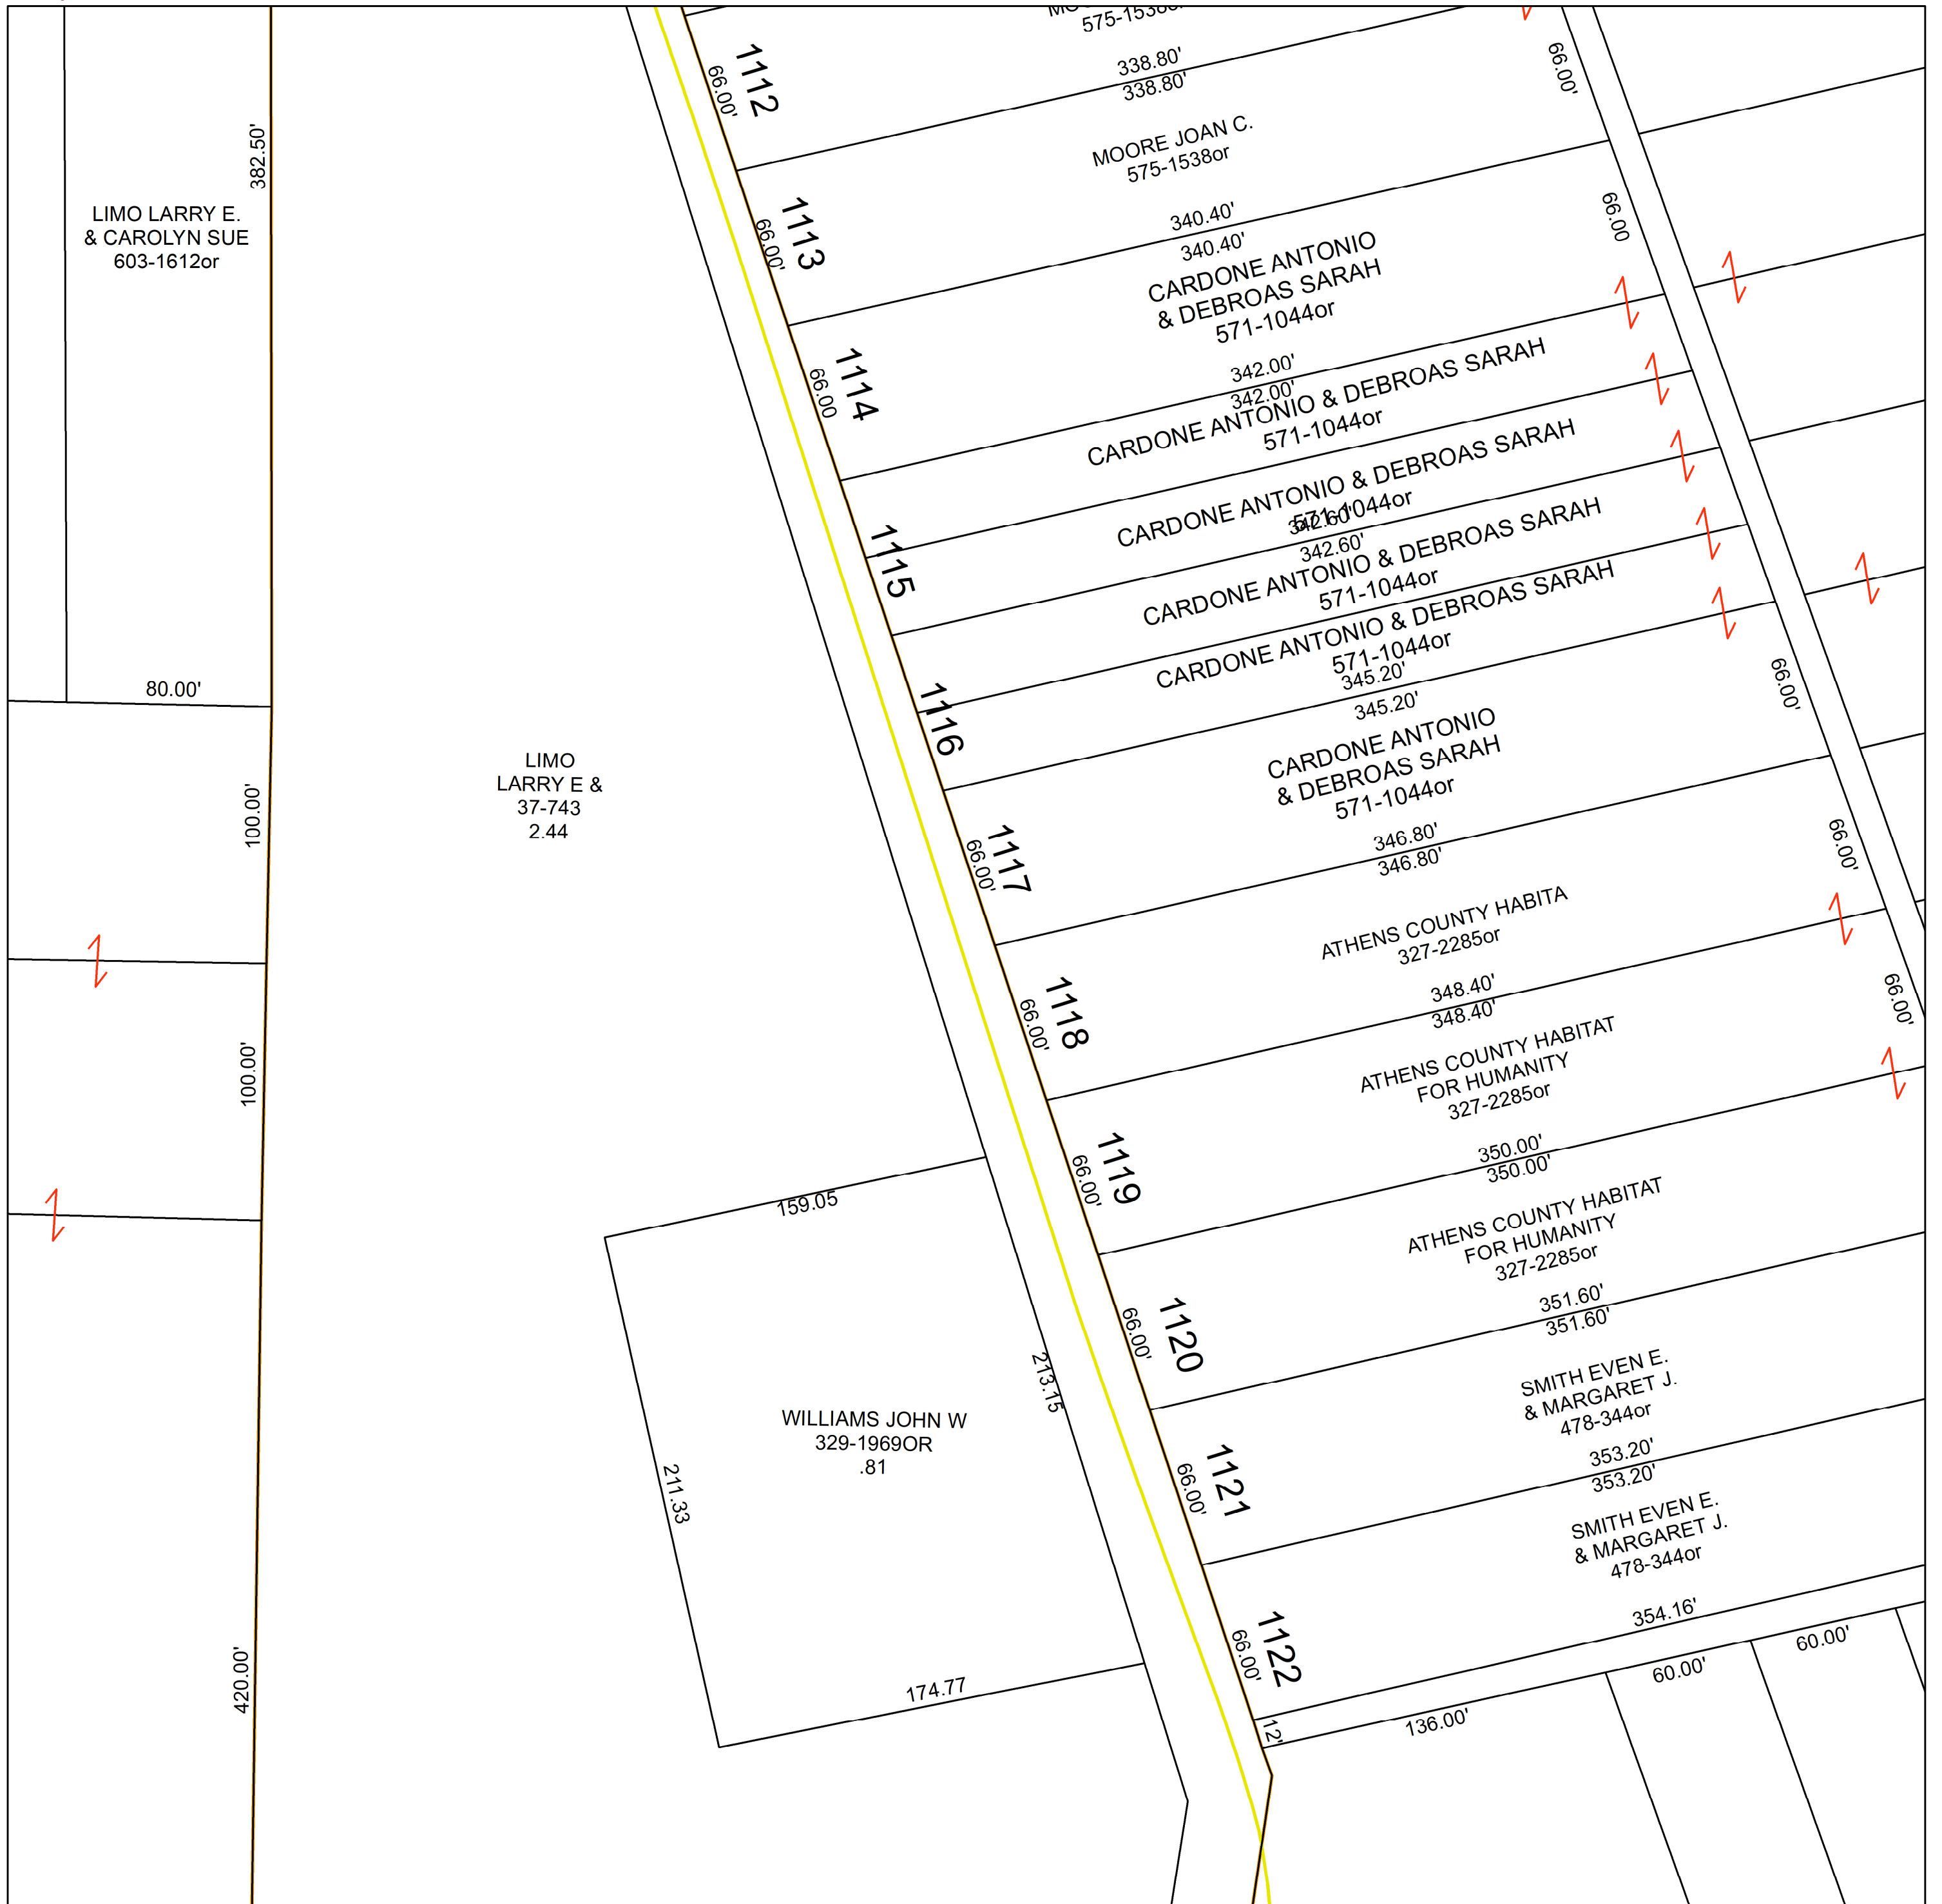 575-1538or
338.80'
338.80'
1112
66.00'
66.00'
382.50'
MOORE JOAN C.
575-1538or
LIMO LARRY E.
& CAROLYN SUE
603-1612or
1113
66.00'
66.00
340.40'
340.40'
CARDONE ANTONIO
& DEBROAS SARAH
571-1044or
1114
66.00
342.00'
342.00'
CARDONE ANTONIO & DEBROAS SARAH
571-1044or
1115
CARDONE ANTONIO & DEBROAS SARAH
571-1044or
342.60'
342.60'
CARDONE ANTONIO & DEBROAS SARAH
571-1044or
CARDONE ANTONIO & DEBROAS SARAH
571-1044or
345.20'
345.20'
1116
66.00'
80.00'
CARDONE ANTONIO
& DEBROAS SARAH
571-1044or
LIMO
LARRY E &
37-743
2.44
100.00'
1117
66.00'
346.80'
346.80'
66.00'
ATHENS COUNTY HABITA
327-2285or
1118
66.00'
348.40'
348.40'
66.00'
100.00'
ATHENS COUNTY HABITAT
FOR HUMANITY
327-2285or
1119
66.00'
350.00'
350.00'
159.05
ATHENS COUNTY HABITAT
FOR HUMANITY
327-2285or
1120
66.00'
351.60'
351.60'
213.15
SMITH EVEN E.
& MARGARET J.
478-344or
WILLIAMS JOHN W
329-1969OR
.81
211.33
1121
66.00'
353.20'
353.20'
SMITH EVEN E.
& MARGARET J.
478-344or
1122
66.00'
354.16'
420.00'
174.77
12'
136.00'
60.00'
60.00'